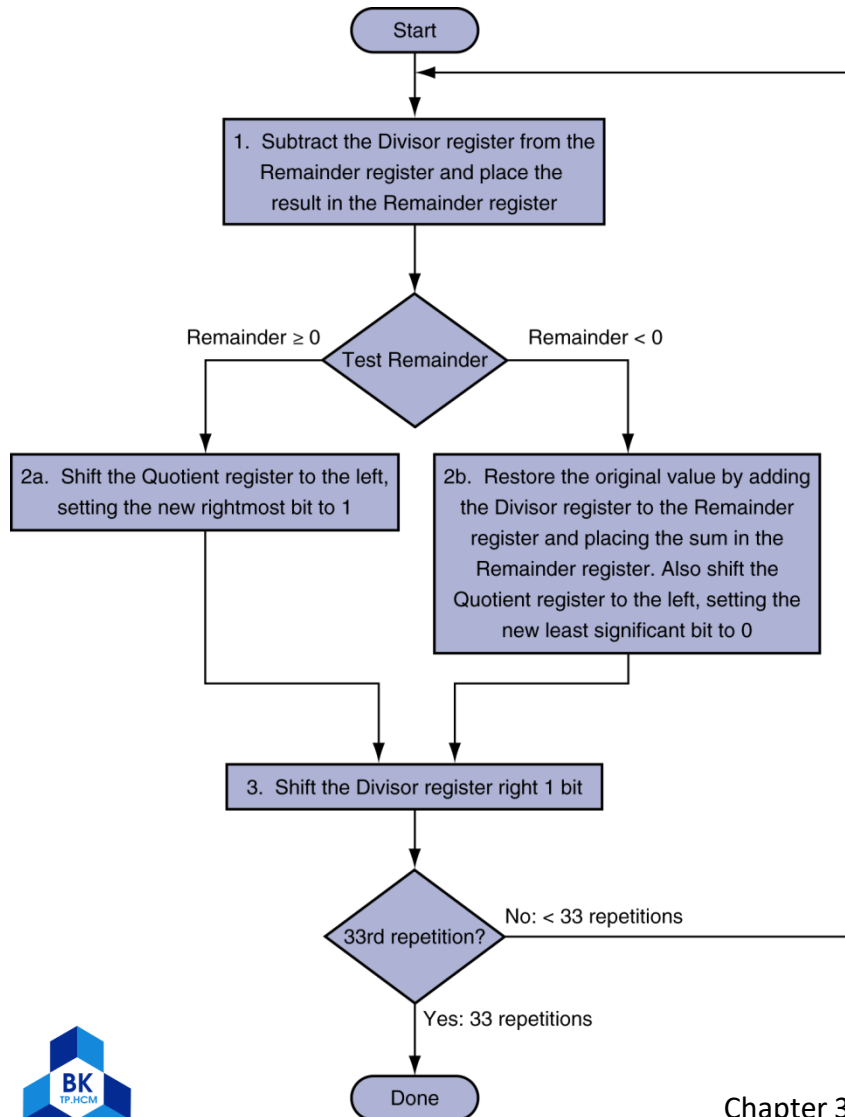 Start
1. Subtract the Divisor register from the
Remainder register and place the
result in the Remainder register
Remainder ≥ 0
Remainder < 0
Test Remainder
2a. Shift the Quotient register to the left,
setting the new rightmost bit to 1
2b. Restore the original value by adding
the Divisor register to the Remainder
register and placing the sum in the
Remainder register. Also shift the
Quotient register to the left, setting the
new least significant bit to 0
3. Shift the Divisor register right 1 bit
No: < 33 repetitions
33rd repetition?
Yes: 33 repetitions
BK
TP.HCM
Done
Chapter 3